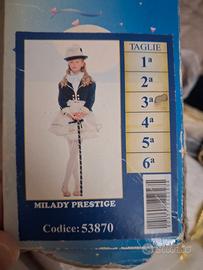 TAGLIE
1ª
2ª
3ª
4ª
5ª
6ª
MILADY PRESTIGE
Codice: 53870